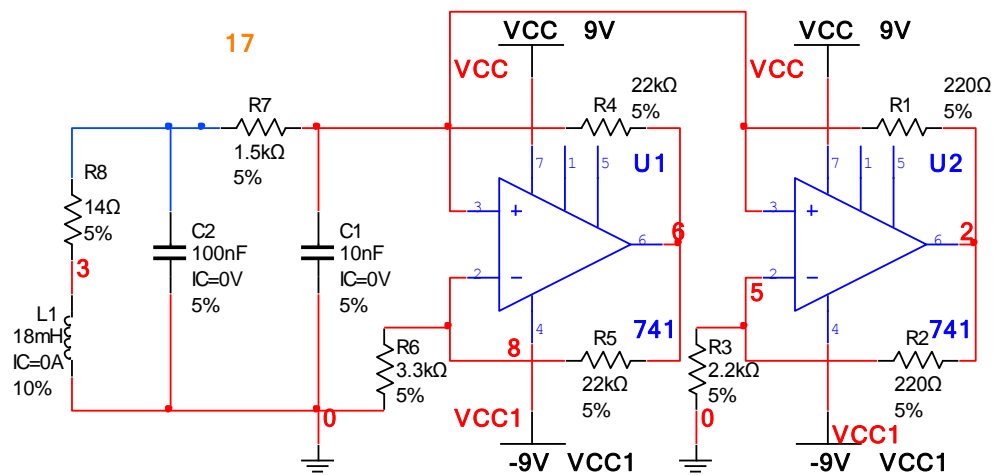 17
VCC 9V
VCC 9V
VCC
VCC
22kΩ
5%
220Ω
5%
R7
1.5kΩ
5%
R4
R1
R8
14Ω
5%
7 1 5
U1
7 1 5
U2
3 +
6
6
3 +
6
2
2 −
2 −
5
4
4
C2
100nF
IC=0V
5%
C1
10nF
IC=0V
5%
3
L1
18mH
IC=0A
10%
R6
3.3kΩ
5%
8
741
R5
22kΩ
5%
R3
2.2kΩ
5%
741
R2
220Ω
5%
0
0
VCC1
VCC1
-9V VCC1
-9V VCC1